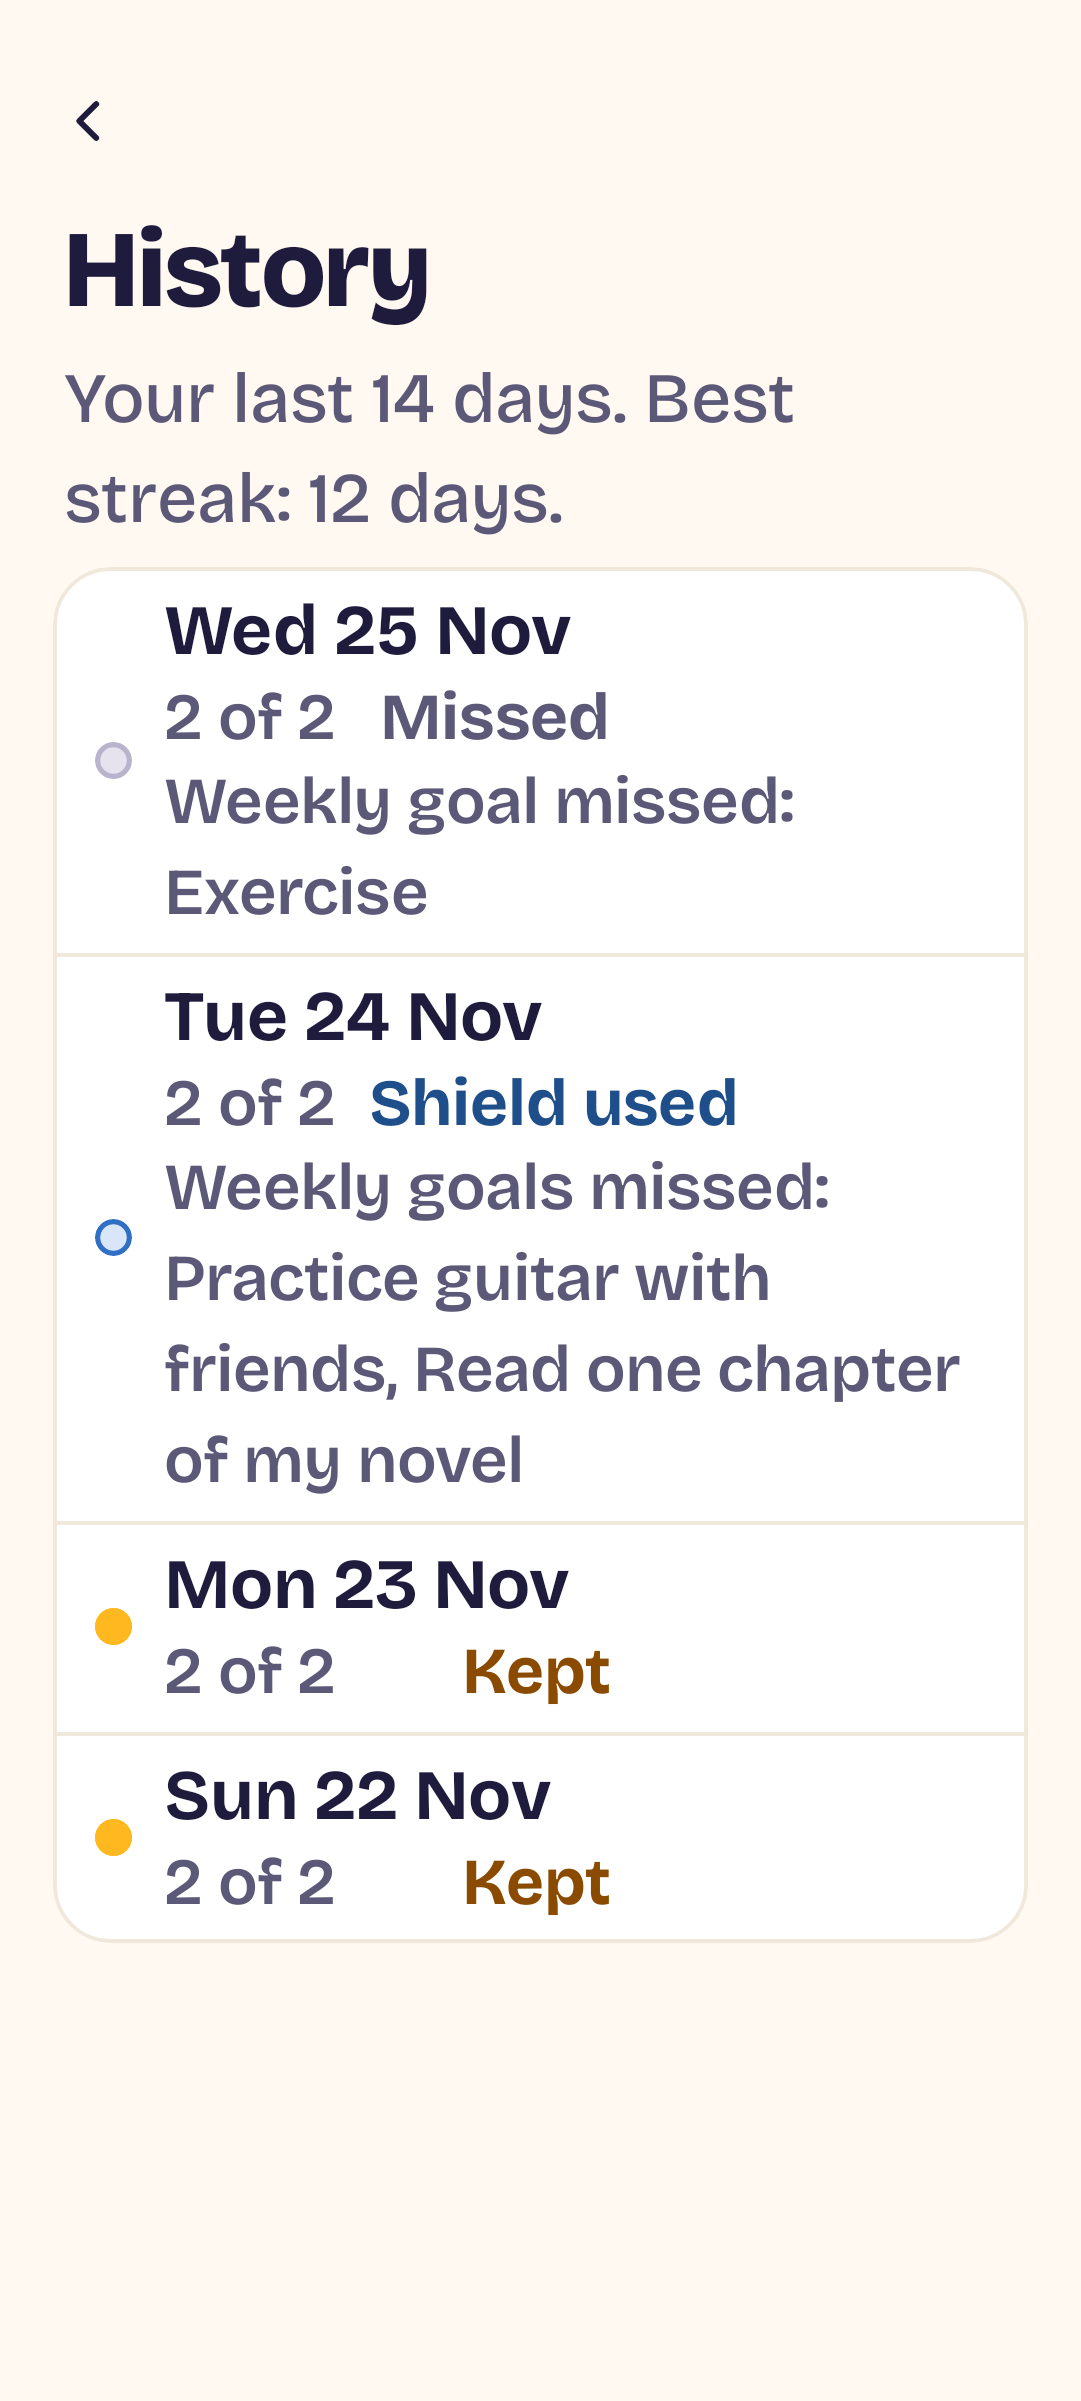 History
Your last 14 days. Best
streak: 12 days.
Wed 25 Nov
2 of 2 Missed
Weekly goal missed:
Exercise
Tue 24 Nov
2 of 2 Shield used
Weekly goals missed:
Practice guitar with
friends, Read one chapter
of my novel
Mon 23 Nov
2 of 2 Kept
Sun 22 Nov
2 of 2 Kept